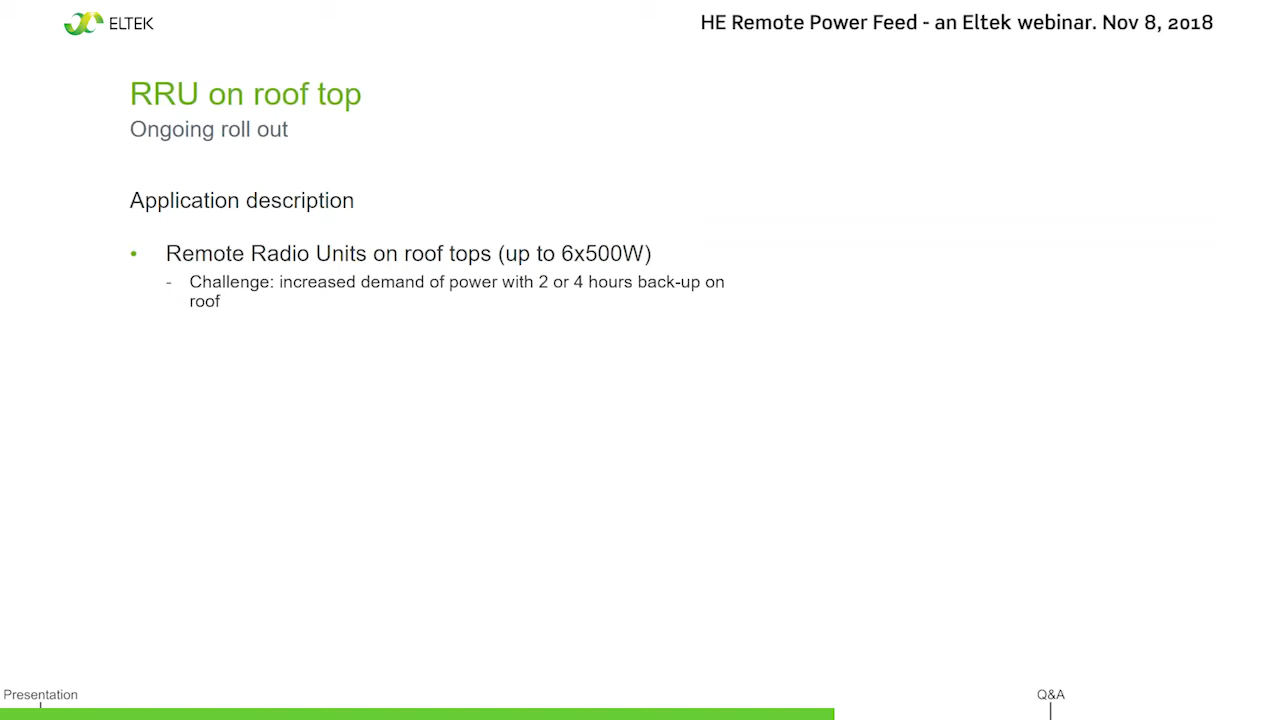 ELTEK
HE Remote Power Feed - an Eltek webinar. Nov 8, 2018
RRU on roof top
Ongoing roll out
Application description
• Remote Radio Units on roof tops (up to 6x500W)
- Challenge: increased demand of power with 2 or 4 hours back-up on
roof
Presentation
Q&A